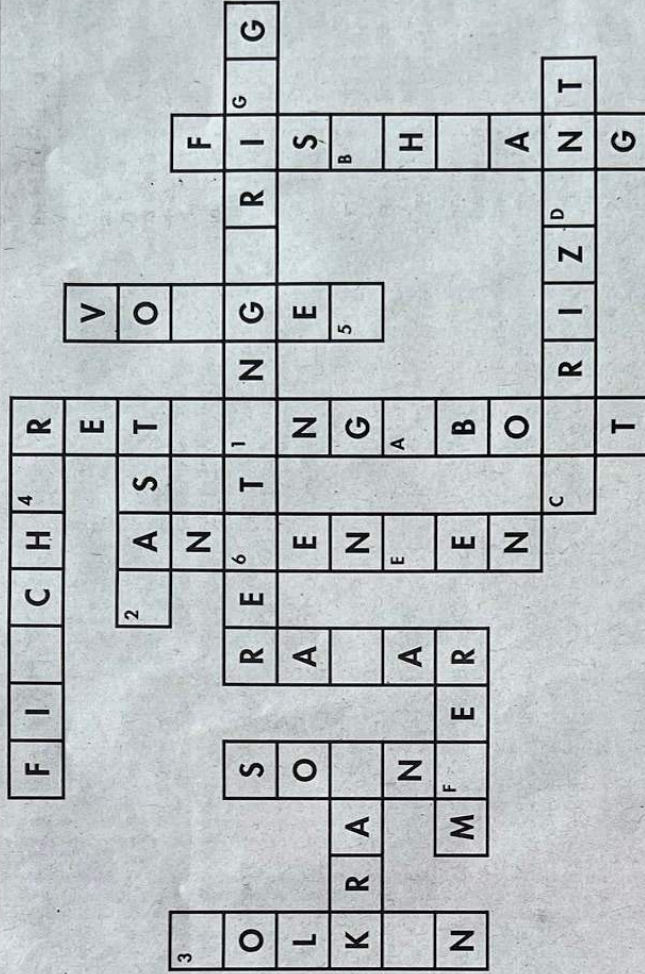 F I C H 4 R
E V
2 A S T O
3 N F
O S R E 6 T 1 N G R I G G
L O A E N E S
K R A N G 5 B
N A E A H
N M F E R E B
N O A
C R I Z D N T
T G